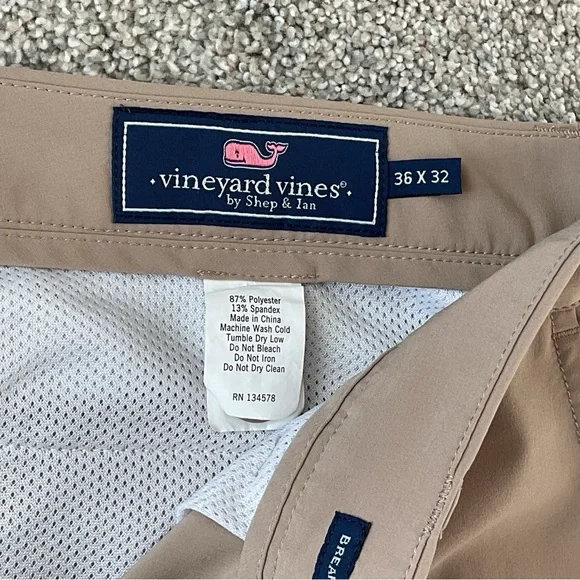 vineyard vines®
by Shep & Ian
36 X 32
87% Polyester
13% Spandex
Made in China
Machine Wash Cold
Tumble Dry Low
Do Not Bleach
Do Not Iron
Do Not Dry Clean
RN 134578
BREA